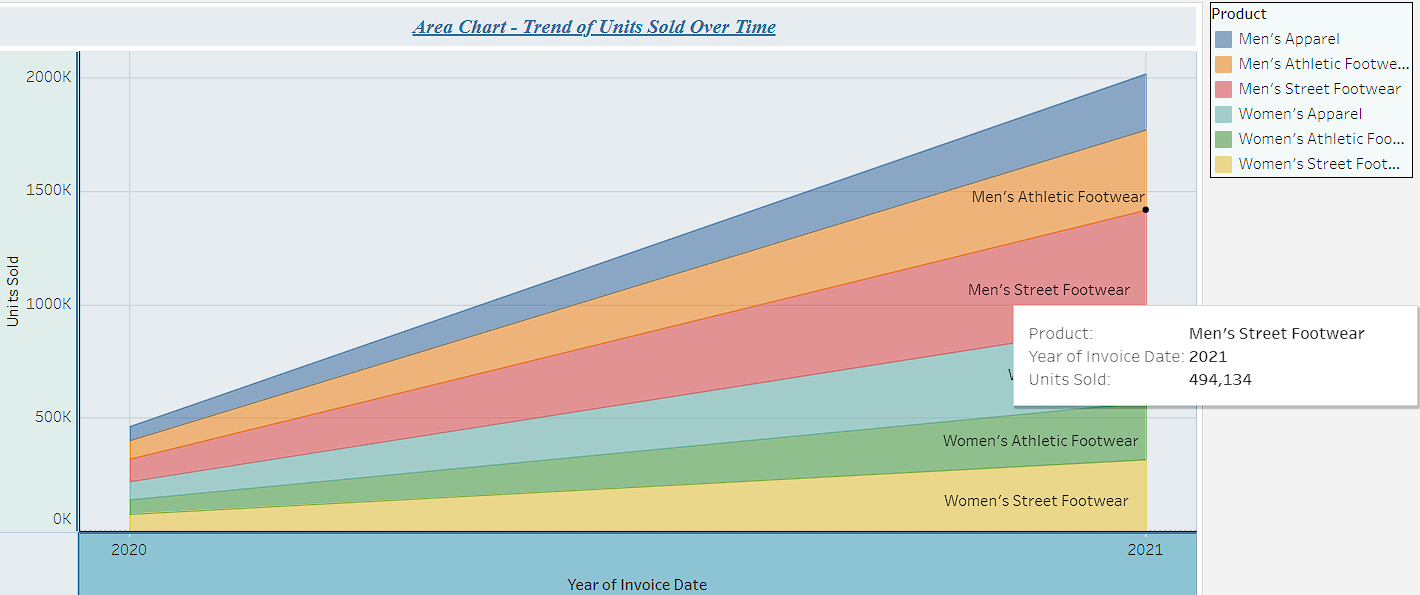 Area Chart - Trend of Units Sold Over Time
Product
Men's Apparel
Men's Athletic Footwe...
Men's Street Footwear
Women's Apparel
Women's Athletic Foo...
Women's Street Foot...
2000K
1500K
1000K
500K
0K
Units Sold
Men's Athletic Footwear
Men's Street Footwear
Product: Men's Street Footwear
Year of Invoice Date: 2021
Units Sold: 494,134
Women's Athletic Footwear
Women's Street Footwear
2020
2021
Year of Invoice Date